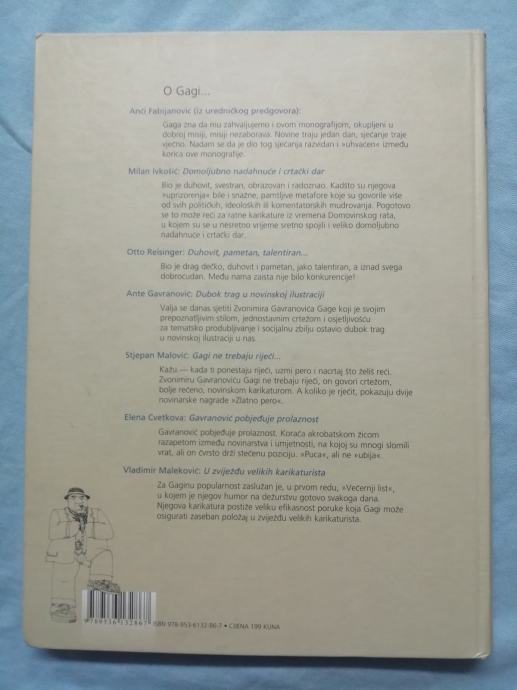 O Gagi...
Anči Fabijanović (iz uredničkog predgovora):
Gaga zna da mu zahvaljujemo i ovom monografijom, okupljeni u
dobroj misiji, misiji nezaborava. Novine traju jedan dan, sjećanje traje
vječno. Nadam se da je dio tog sjećanja razvidan i »uhvaćen« između
korica ove monografije.
Milan Ivkošić: Domoljubno nadahnuće i crtački dar
Bio je duhovit, svestran, obrazovan i radoznao. Kadšto su njegova
»uprizorenja« bile i snažne, pamtljive metafore koje su govorile više
od svih političkih, ideoloških ili komentatorskih mudrovanja. Pogotovo
se to može reći za ratne karikature iz vremena Domovinskog rata,
u kojem su se u nesretno vrijeme sretno spojili i veliko domoljubno
nadahnuće i crtački dar.
Otto Reisinger: Duhovit, pametan, talentiran...
Bio je drag dečko, duhovit i pametan, jako talentiran, a iznad svega
dobroćudan. Među nama zaista nije bilo konkurencije!
Ante Gavranović: Dubok trag u novinskoj ilustraciji
Valja se danas sjetiti Zvonimira Gavranovića Gage koji je svojim
prepoznatljivim stilom, jednostavnim crtežom i osjetljivošću
za tematsko produbljivanje i socijalnu zbilju ostavio dubok trag
u novinskoj ilustraciji u nas.
Stjepan Malović: Gagi ne trebaju riječi...
Kažu — kada ti ponestaju riječi, uzmi pero i nacrtaj što želiš reći.
Zvonimiru Gavranoviću Gagi ne trebaju riječi, on govori crtežom,
bolje rečeno, novinskom karikaturom. A koliko je rječit, pokazuju dvije
novinarske nagrade »Zlatno pero«.
Elena Cvetkova: Gavranović pobjeđuje prolaznost
Gavranović pobjeđuje prolaznost. Korača akrobatskom žicom
razapetom između novinarstva i umjetnosti, na kojoj su mnogi slomili
vrat, ali on čvrsto drži stečenu poziciju. »Puca«, ali ne »ubija«.
Vladimir Maleković: U zviježđu velikih karikaturista
Za Gaginu popularnost zaslužan je, u prvom redu, »Večernji list«,
u kojem je njegov humor na dežurstvu gotovo svakoga dana.
Njegova karikatura postiže veliku efikasnost poruke koja Gagi može
osigurati zaseban položaj u zviježđu velikih karikaturista.
ISBN 978-953-6132-86-7 • CIJENA 199 KUNA
9 789536 132867